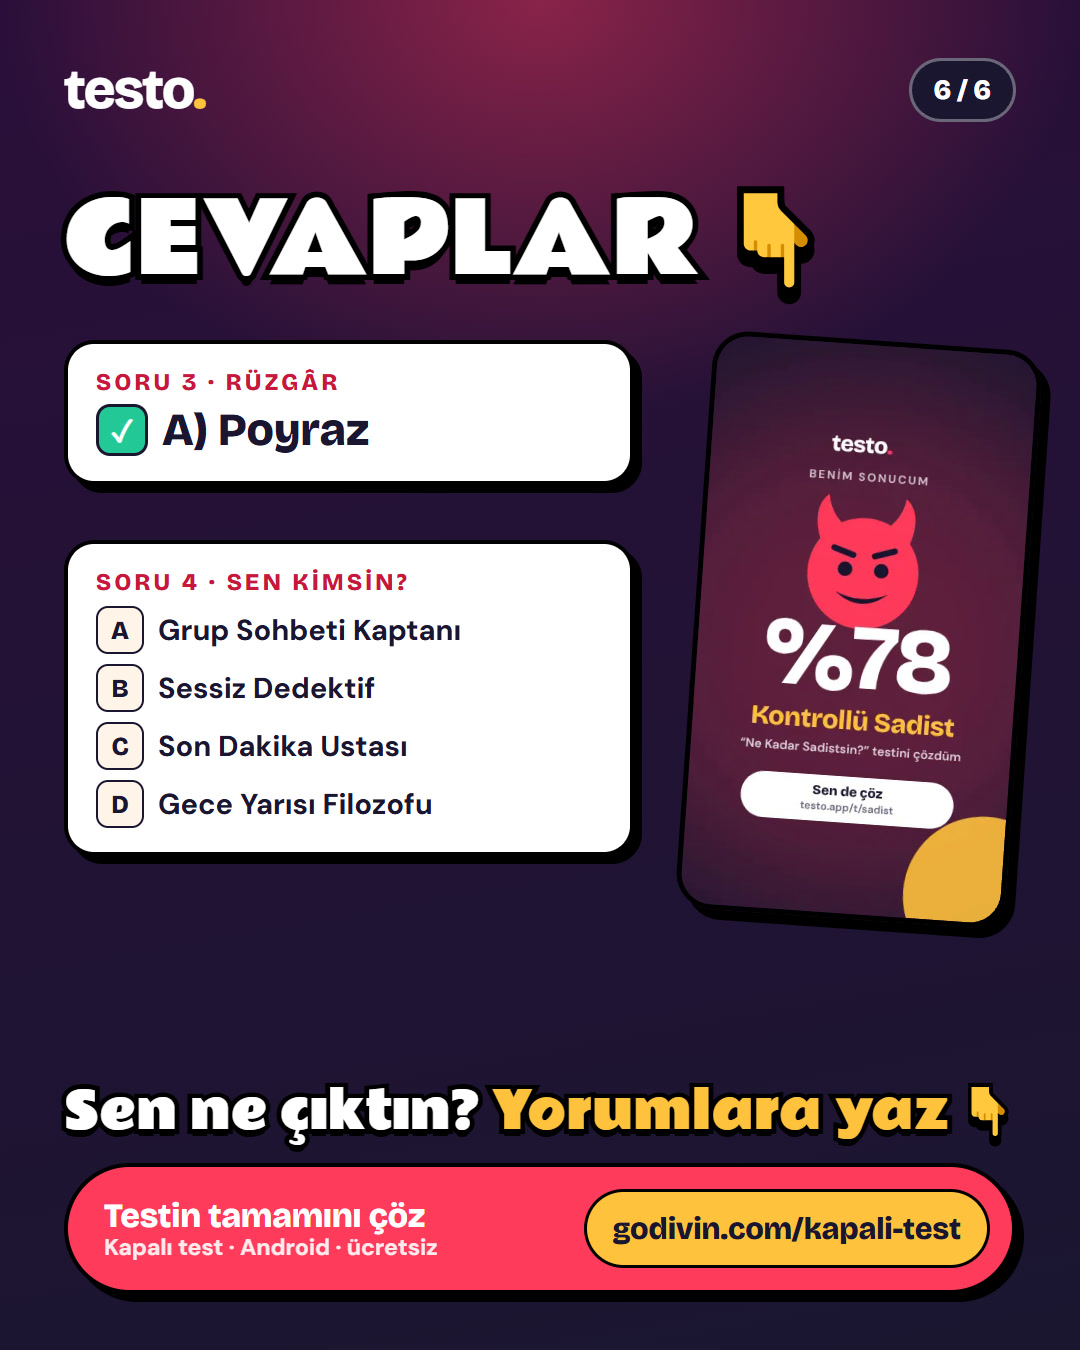 testo.
6 / 6
CEVAPLAR 👇
SORU 3 · RÜZGÂR
✓ A) Poyraz
SORU 4 · SEN KİMSİN?
A Grup Sohbeti Kaptanı
B Sessiz Dedektif
C Son Dakika Ustası
D Gece Yarısı Filozofu
testo.
BENİM SONUCUM
%78
Kontrollü Sadist
“Ne Kadar Sadistsin?” testini çözdüm
Sen de çöz
testo.app/t/sadist
Sen ne çıktın? Yorumlara yaz 👇
Testin tamamını çöz
Kapalı test · Android · ücretsiz
godivin.com/kapali-test